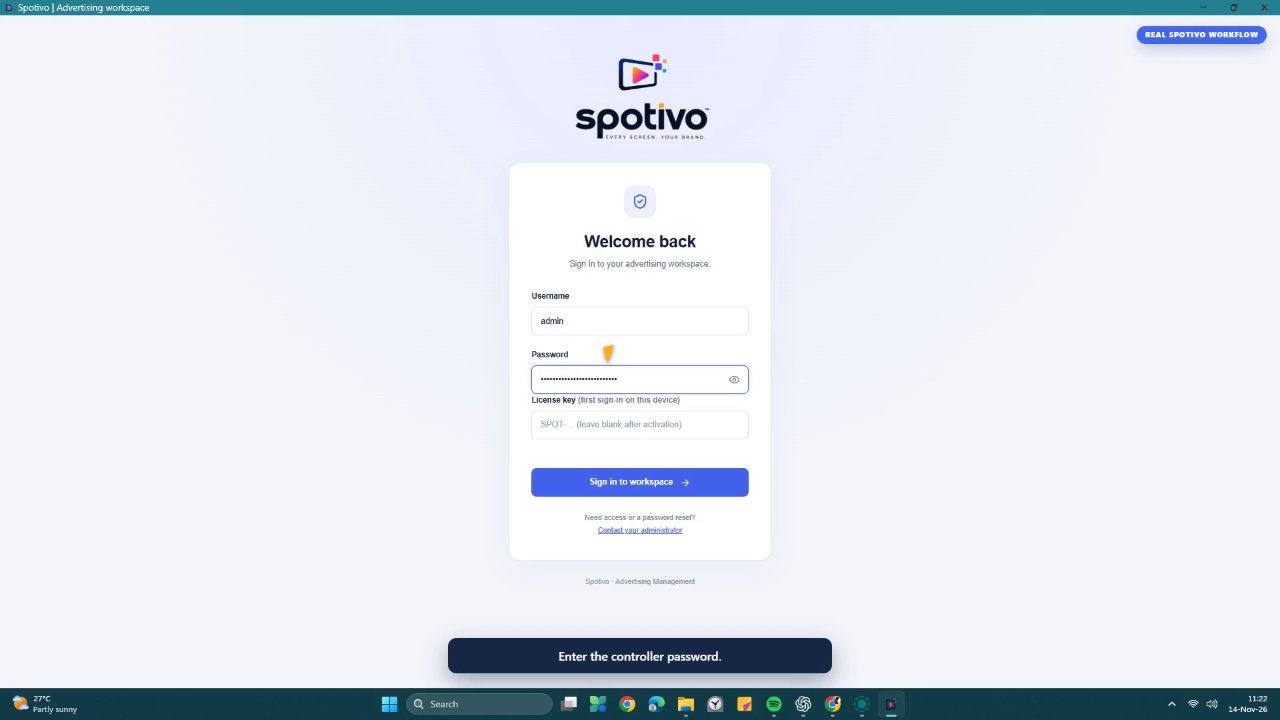 Spotivo | Advertising workspace
REAL SPOTIVO WORKFLOW
spotivo™
EVERY SCREEN. YOUR BRAND.
Welcome back
Sign in to your advertising workspace.
Username
admin
Password
License key (first sign-in on this device)
SPOT-... (leave blank after activation)
Sign in to workspace →
Need access or a password reset?
Contact your administrator
Spotivo · Advertising Management
Enter the controller password.
27°C
Partly sunny
Search
11:22
14-Nov-26